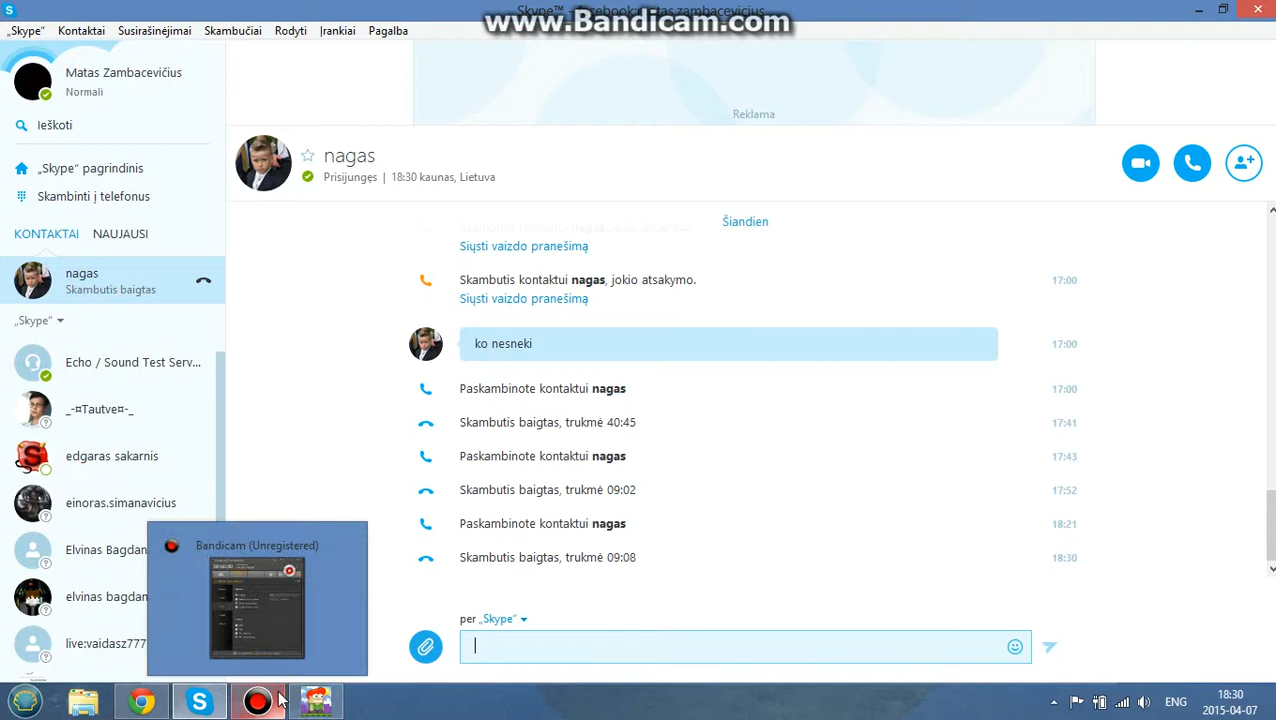 www.Bandicam.com
Skype™ - facebook:matas.zambacevicius
„Skype“ Kontaktai Susirašinėjimai Skambučiai Rodyti Įrankiai Pagalba
Matas Zambacevičius
Normali
Ieškoti
„Skype“ pagrindinis
Skambinti į telefonus
KONTAKTAI NAUJAUSI
nagas
Skambutis baigtas
„Skype“
Echo / Sound Test Serv...
_-¤Tautve¤-_
edgaras sakarnis
einoras.simanavicius
Elvinas Bagdan
elvinas bagdan
live:vaidasz777
Bandicam (Unregistered)
Reklama
nagas
Prisijungęs | 18:30 kaunas, Lietuva
Šiandien
Siųsti vaizdo pranešimą
Skambutis kontaktui nagas, jokio atsakymo. 17:00
Siųsti vaizdo pranešimą
ko nesneki 17:00
Paskambinote kontaktui nagas 17:00
Skambutis baigtas, trukmė 40:45 17:41
Paskambinote kontaktui nagas 17:43
Skambutis baigtas, trukmė 09:02 17:52
Paskambinote kontaktui nagas 18:21
Skambutis baigtas, trukmė 09:08 18:30
per „Skype“
ENG
18:30
2015-04-07